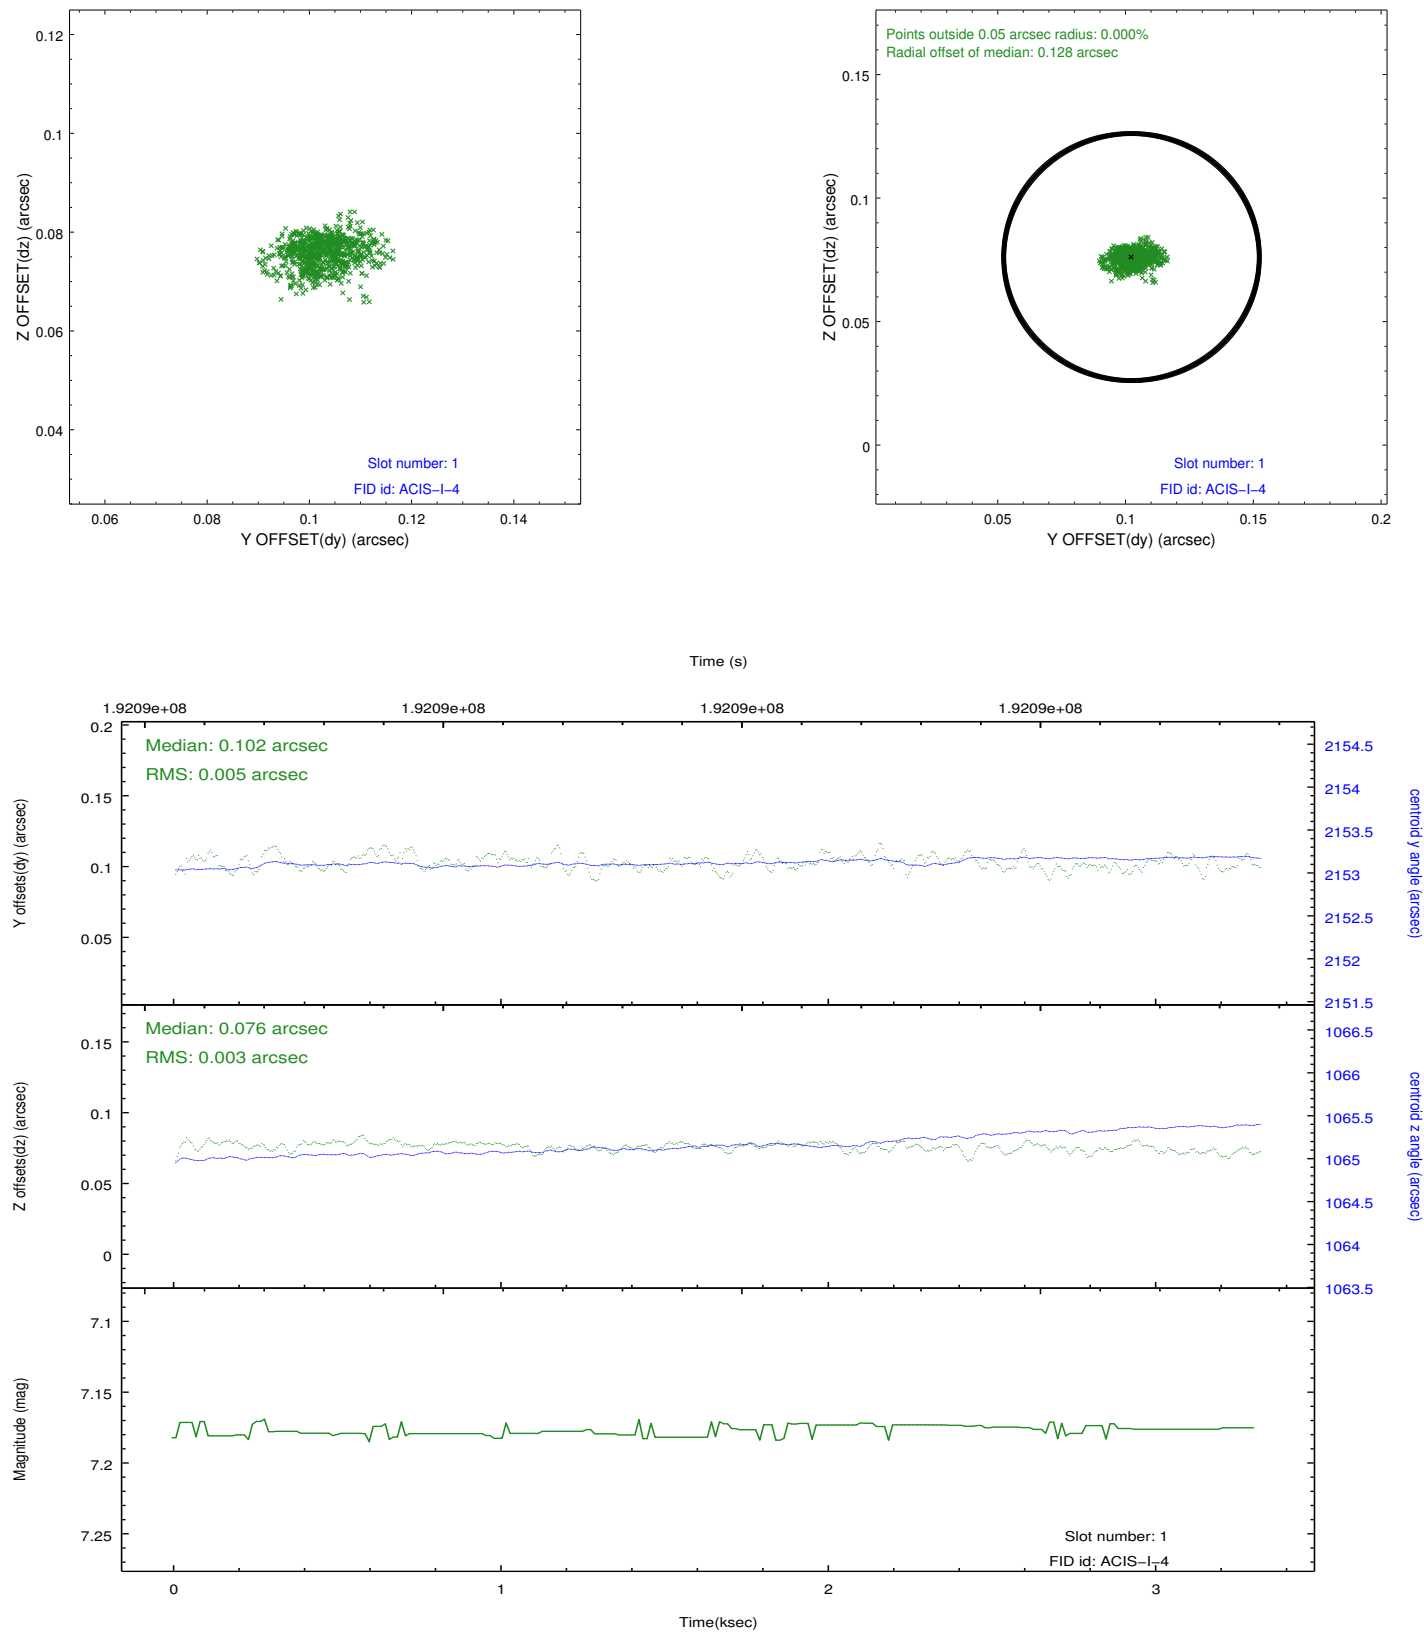 0.12
0.1
0.08
0.06
0.04
Z OFFSET(dz) (arcsec)
Slot number: 1
FID id: ACIS−I−4
0.06 0.08 0.1 0.12 0.14
Y OFFSET(dy) (arcsec)
Points outside 0.05 arcsec radius: 0.000%
Radial offset of median: 0.128 arcsec
0.15
0.1
0.05
0
Z OFFSET(dz) (arcsec)
Slot number: 1
FID id: ACIS−I−4
0.05 0.1 0.15 0.2
Y OFFSET(dy) (arcsec)
Time (s)
1.9209e+08 1.9209e+08 1.9209e+08 1.9209e+08
Median: 0.102 arcsec
RMS: 0.005 arcsec
0.2
0.15
0.1
0.05
Y offsets(dy) (arcsec)
2154.5
2154
2153.5
2153
2152.5
2152
2151.5
centroid y angle (arcsec)
Median: 0.076 arcsec
RMS: 0.003 arcsec
0.15
0.1
0.05
0
Z offsets(dz) (arcsec)
1066.5
1066
1065.5
1065
1064.5
1064
1063.5
centroid z angle (arcsec)
7.1
7.15
7.2
7.25
Magnitude (mag)
Slot number: 1
FID id: ACIS−I−4
0 1 2 3
Time(ksec)